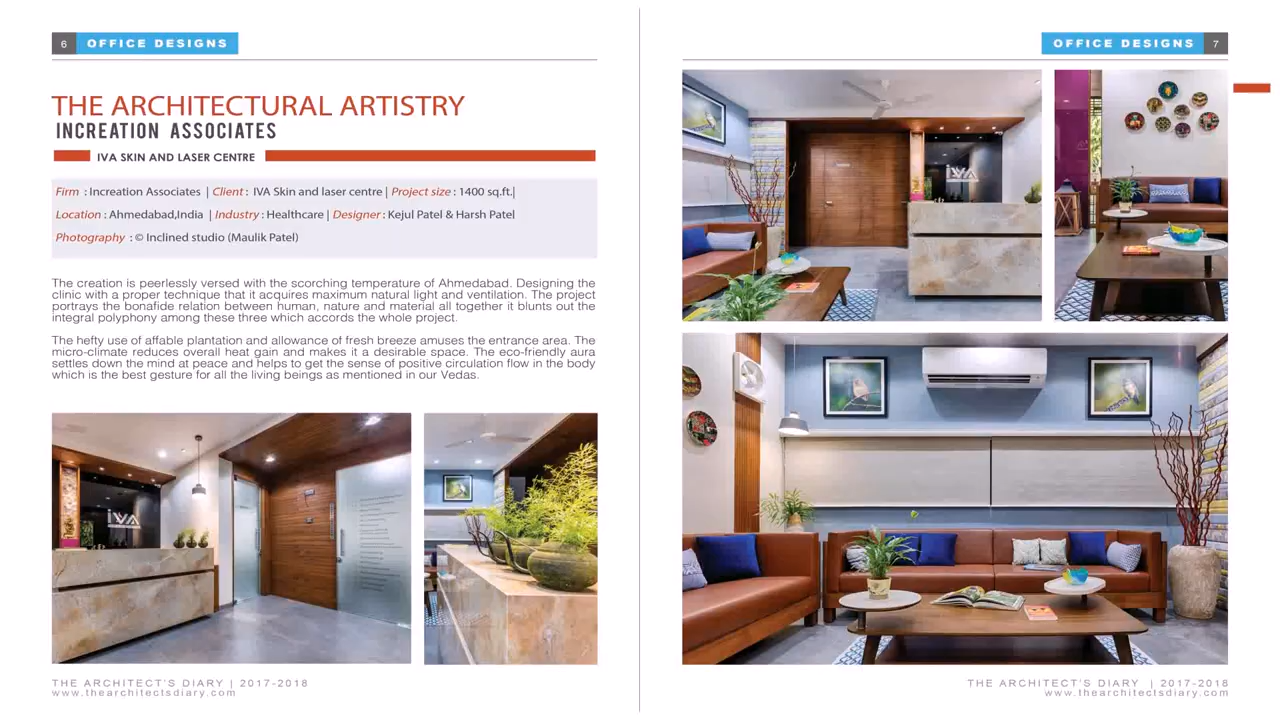 6 OFFICE DESIGNS
THE ARCHITECTURAL ARTISTRY
INCREATION ASSOCIATES
IVA SKIN AND LASER CENTRE
Firm : Increation Associates | Client : IVA Skin and laser centre | Project size : 1400 sq.ft.|
Location : Ahmedabad,India | Industry : Healthcare | Designer : Kejul Patel & Harsh Patel
Photography : © Inclined studio (Maulik Patel)
The creation is peerlessly versed with the scorching temperature of Ahmedabad. Designing the
clinic with a proper technique that it acquires maximum natural light and ventilation. The project
portrays the bonafide relation between human, nature and material all together it blunts out the
integral polyphony among these three which accords the whole project.
The hefty use of affable plantation and allowance of fresh breeze amuses the entrance area. The
micro-climate reduces overall heat gain and makes it a desirable space. The eco-friendly aura
settles down the mind at peace and helps to get the sense of positive circulation flow in the body
which is the best gesture for all the living beings as mentioned in our Vedas.
iVA
THE ARCHITECT'S DIARY | 2017-2018
www.thearchitectsdiary.com
OFFICE DESIGNS 7
iVA
THE ARCHITECT'S DIARY | 2017-2018
www.thearchitectsdiary.com